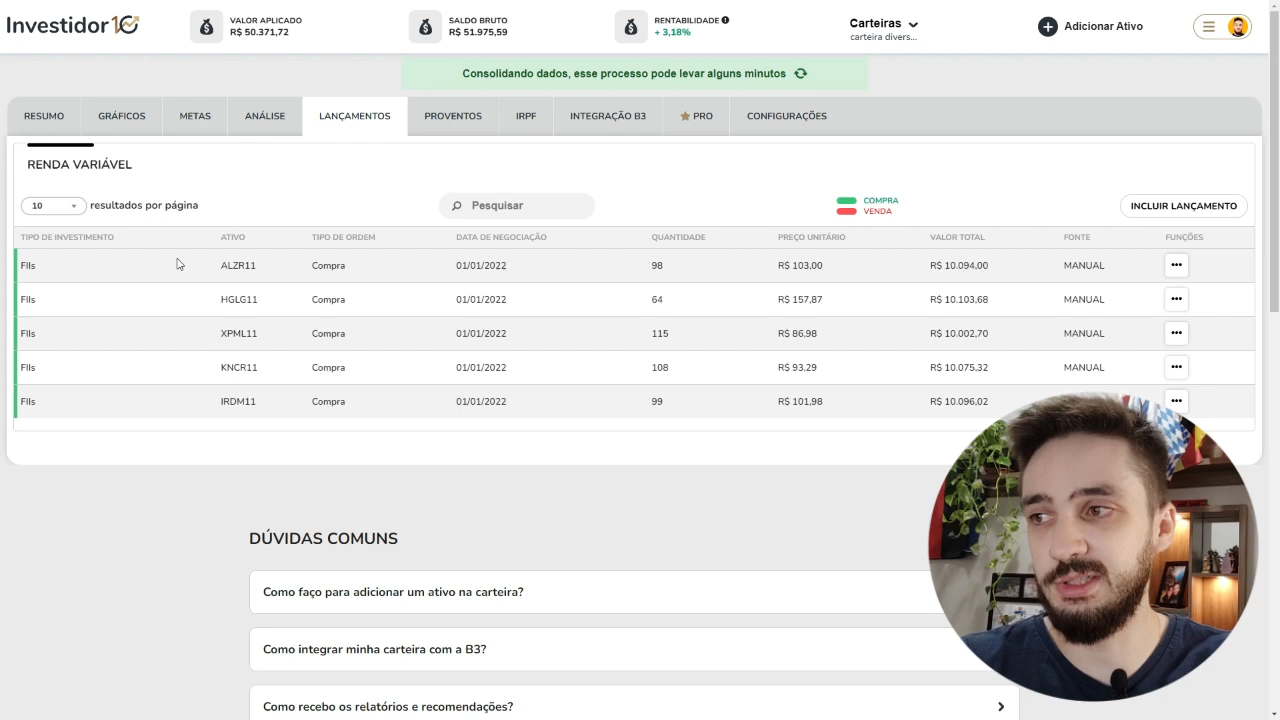 Investidor10
VALOR APLICADO
R$ 50.371,72
SALDO BRUTO
R$ 51.975,59
RENTABILIDADE
+ 3,18%
Carteiras
carteira divers...
Adicionar Ativo
Consolidando dados, esse processo pode levar alguns minutos
RESUMO GRÁFICOS METAS ANÁLISE LANÇAMENTOS PROVENTOS IRPF INTEGRAÇÃO B3 PRO CONFIGURAÇÕES
RENDA VARIÁVEL
10 resultados por página
Pesquisar
COMPRA
VENDA
INCLUIR LANÇAMENTO
TIPO DE INVESTIMENTO ATIVO TIPO DE ORDEM DATA DE NEGOCIAÇÃO QUANTIDADE PREÇO UNITÁRIO VALOR TOTAL FONTE FUNÇÕES
FIIs ALZR11 Compra 01/01/2022 98 R$ 103,00 R$ 10.094,00 MANUAL
FIIs HGLG11 Compra 01/01/2022 64 R$ 157,87 R$ 10.103,68 MANUAL
FIIs XPML11 Compra 01/01/2022 115 R$ 86,98 R$ 10.002,70 MANUAL
FIIs KNCR11 Compra 01/01/2022 108 R$ 93,29 R$ 10.075,32 MANUAL
FIIs IRDM11 Compra 01/01/2022 99 R$ 101,98 R$ 10.096,02 MANUAL
DÚVIDAS COMUNS
Como faço para adicionar um ativo na carteira?
Como integrar minha carteira com a B3?
Como recebo os relatórios e recomendações?